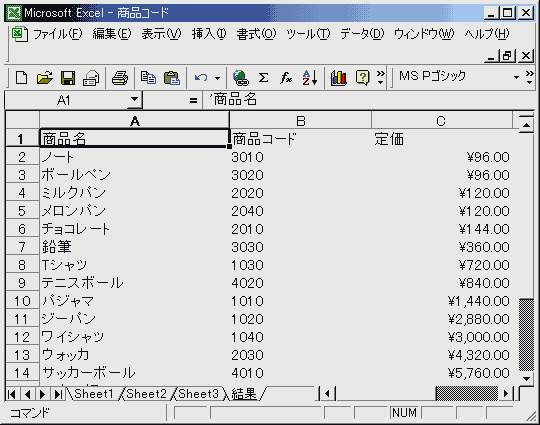 Microsoft Excel - 商品コード
ファイル(F) 編集(E) 表示(V) 挿入(I) 書式(O) ツール(T) データ(D) ウィンドウ(W) ヘルプ(H)
MS Pゴシック
A1 = '商品名
A B C
1 商品名 商品コード 定価
2 ノート 3010 ¥96.00
3 ボールペン 3020 ¥96.00
4 ミルクパン 2020 ¥120.00
5 メロンパン 2040 ¥120.00
6 チョコレート 2010 ¥144.00
7 鉛筆 3030 ¥360.00
8 Tシャツ 1030 ¥720.00
9 テニスボール 4020 ¥840.00
10 パジャマ 1010 ¥1,440.00
11 ジーパン 1020 ¥2,880.00
12 ワイシャツ 1040 ¥3,000.00
13 ウォッカ 2030 ¥4,320.00
14 サッカーボール 4010 ¥5,760.00
Sheet1 Sheet2 Sheet3 結果
コマンド NUM